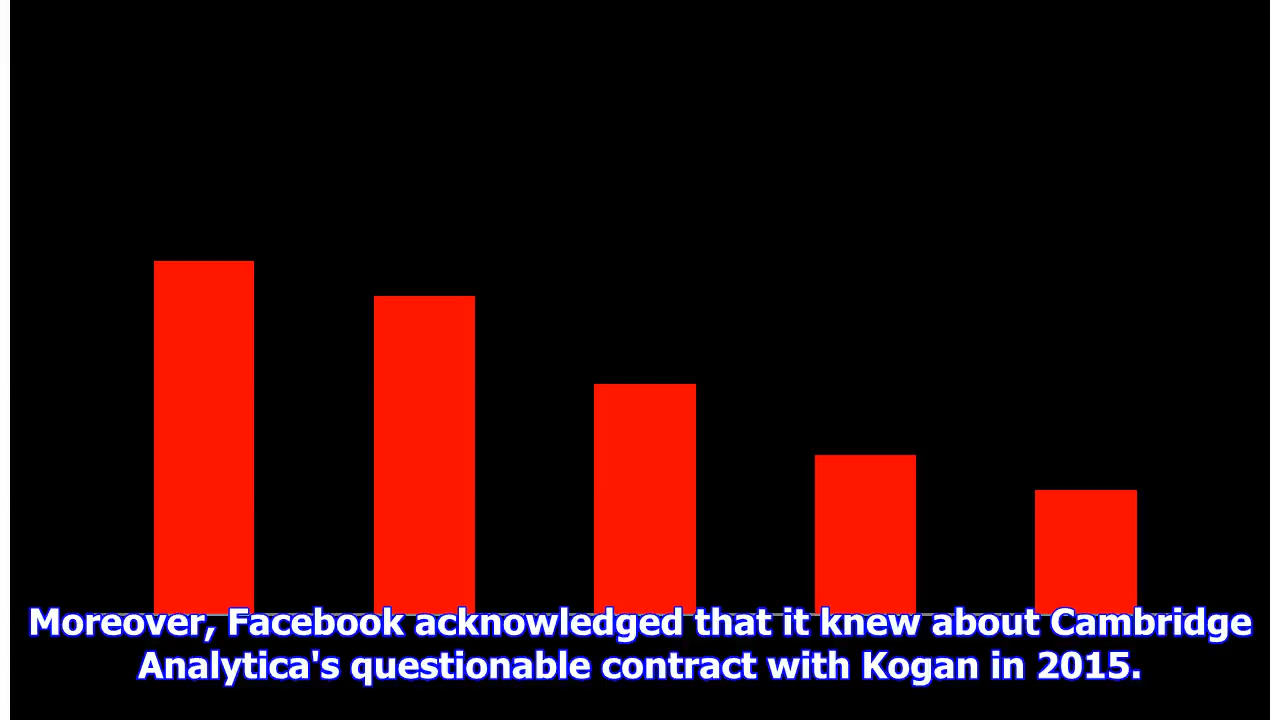 Moreover, Facebook acknowledged that it knew about Cambridge
Analytica's questionable contract with Kogan in 2015.